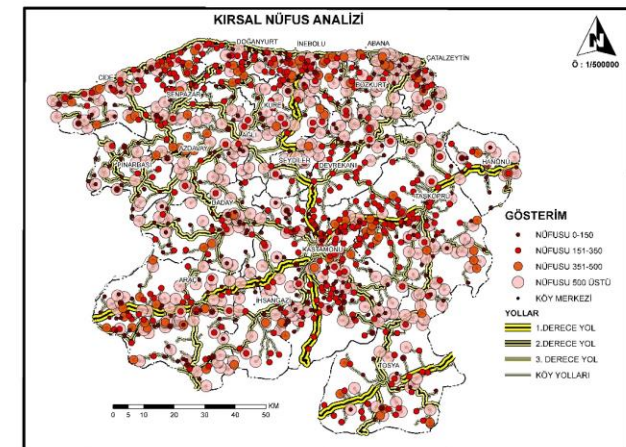 KIRSAL NÜFUS ANALİZİ
Ö : 1/500000
DOĞANYURT
İNEBOLU
ABANA
ÇATALZEYTİN
CİDE
ŞENPAZAR
BOZKURT
KÜRE
AĞLI
AZDAVAY
PINARBAŞI
SEYDİLER
DEVREKANİ
HANÖNÜ
TAŞKÖPRÜ
DADAY
KASTAMONU
ARAÇ
İHSANGAZİ
TOSYA
GÖSTERİM
NÜFUSU 0-150
NÜFUSU 151-350
NÜFUSU 351-500
NÜFUSU 500 ÜSTÜ
KÖY MERKEZİ
YOLLAR
1.DERECE YOL
2.DERECE YOL
3. DERECE YOL
KÖY YOLLARI
KM
0 5 10 20 30 40 50